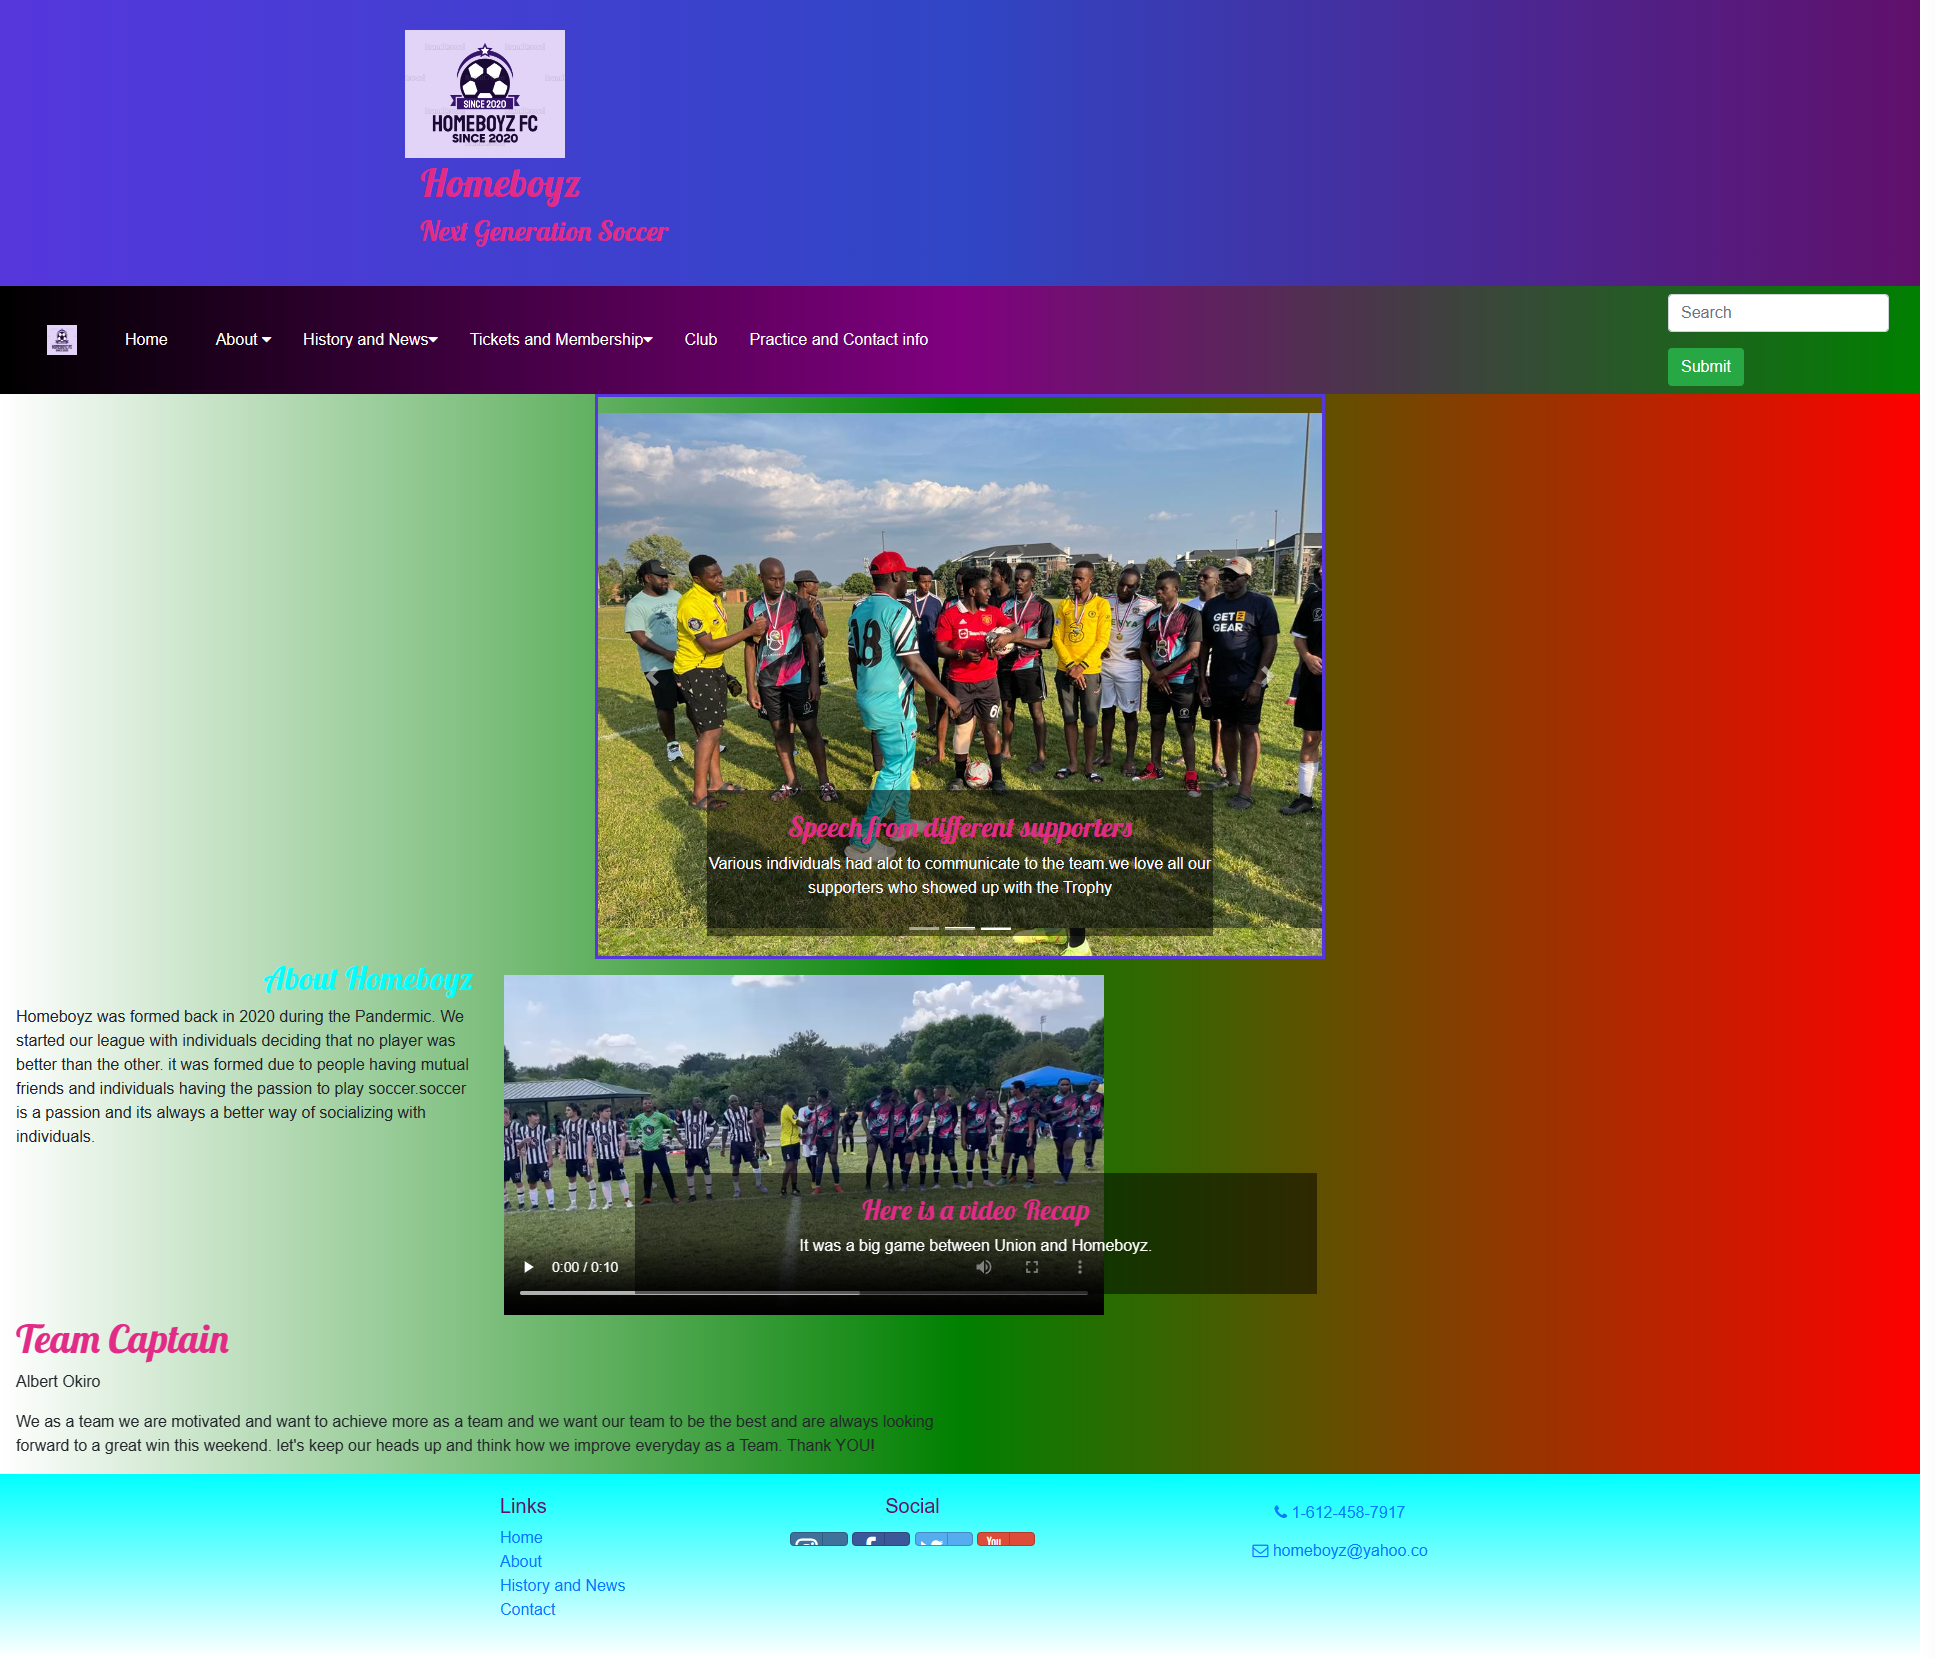 SINCE 2020
HOMEBOYZ FC
SINCE 2020
Homeboyz
Next Generation Soccer
Home
About
History and News
Tickets and Membership
Club
Practice and Contact info
Search
Submit
18
GET
GEAR
6
Speech from different supporters
Various individuals had alot to communicate to the team.we love all our
supporters who showed up with the Trophy
About Homeboyz
Homeboyz was formed back in 2020 during the Pandermic. We
started our league with individuals deciding that no player was
better than the other. it was formed due to people having mutual
friends and individuals having the passion to play soccer.soccer
is a passion and its always a better way of socializing with
individuals.
Here is a video Recap
It was a big game between Union and Homeboyz.
0:00 / 0:10
Team Captain
Albert Okiro
We as a team we are motivated and want to achieve more as a team and we want our team to be the best and are always looking
forward to a great win this weekend. let's keep our heads up and think how we improve everyday as a Team. Thank YOU!
Links
Home
About
History and News
Contact
Social
You
1-612-458-7917
homeboyz@yahoo.co